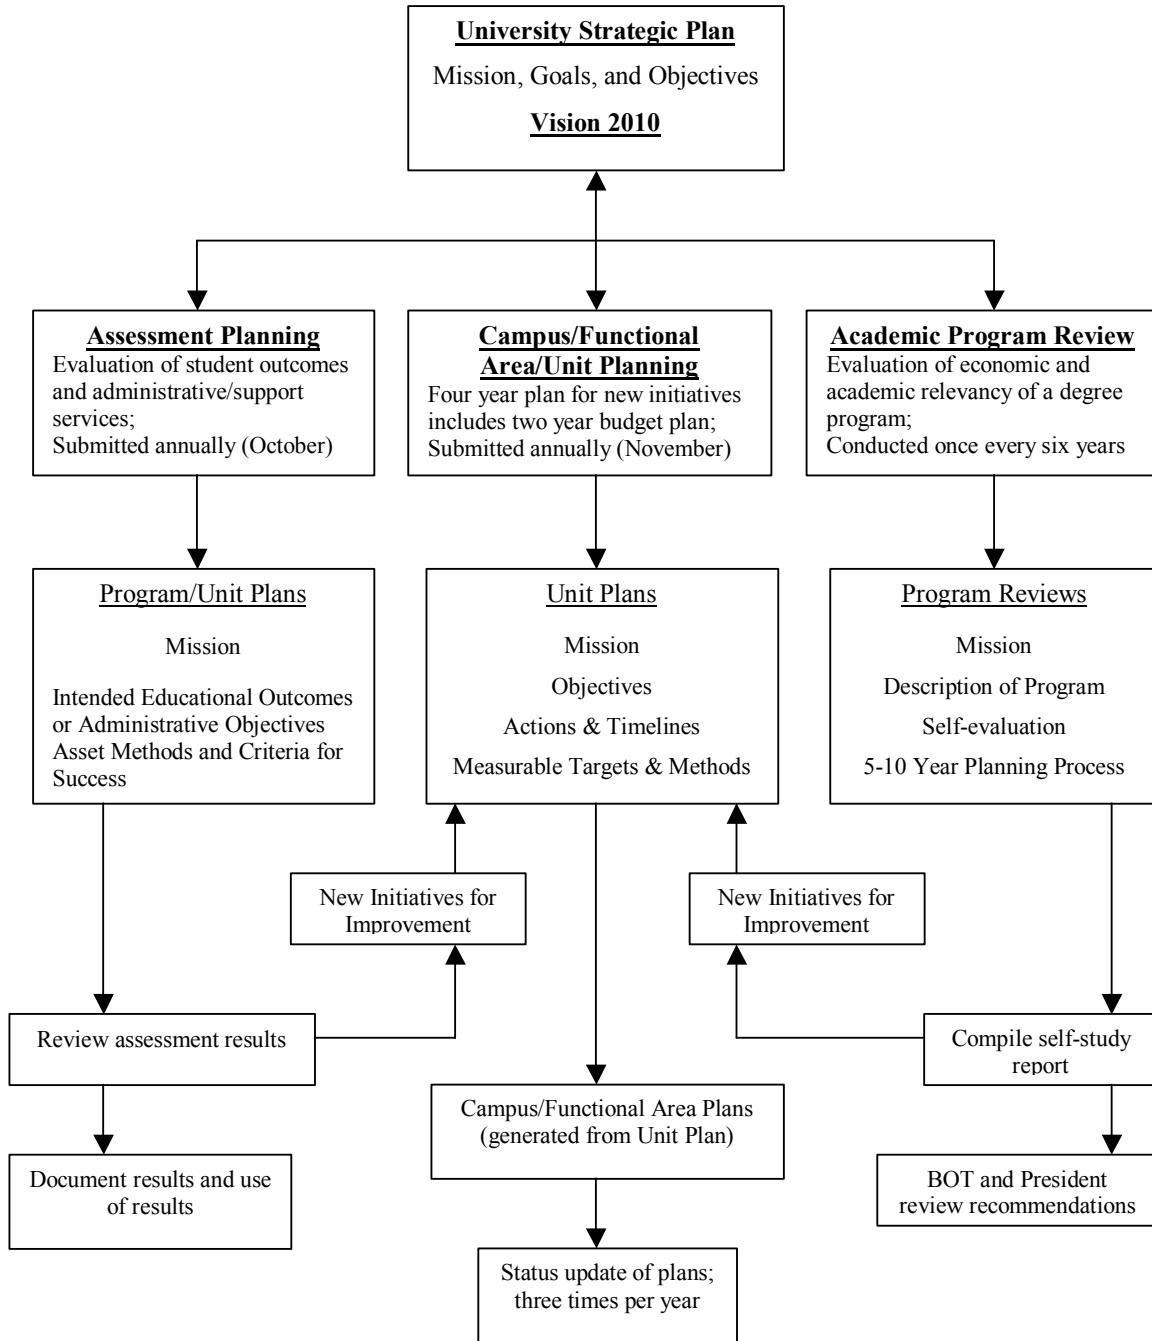 University Strategic Plan
Mission, Goals, and Objectives
Vision 2010
Assessment Planning
Evaluation of student outcomes
and administrative/support
services;
Submitted annually (October)
Campus/Functional
Area/Unit Planning
Four year plan for new initiatives
includes two year budget plan;
Submitted annually (November)
Academic Program Review
Evaluation of economic and
academic relevancy of a degree
program;
Conducted once every six years
Program/Unit Plans
Mission
Intended Educational Outcomes
or Administrative Objectives
Asset Methods and Criteria for
Success
Unit Plans
Mission
Objectives
Actions & Timelines
Measurable Targets & Methods
Program Reviews
Mission
Description of Program
Self-evaluation
5-10 Year Planning Process
New Initiatives for
Improvement
New Initiatives for
Improvement
Review assessment results
Compile self-study
report
Campus/Functional Area Plans
(generated from Unit Plan)
Document results and use
of results
BOT and President
review recommendations
Status update of plans;
three times per year